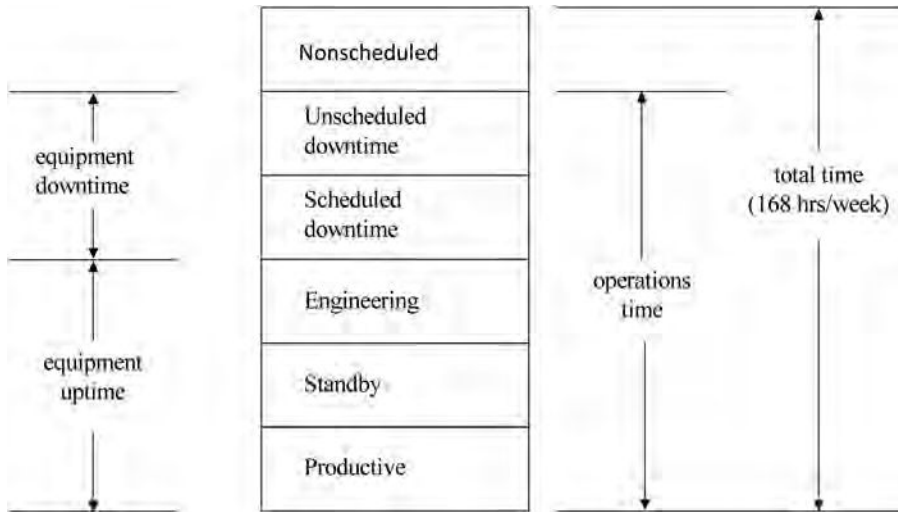 Nonscheduled
Unscheduled
downtime
equipment
downtime
Scheduled
downtime
total time
(168 hrs/week)
Engineering
operations
time
equipment
uptime
Standby
Productive